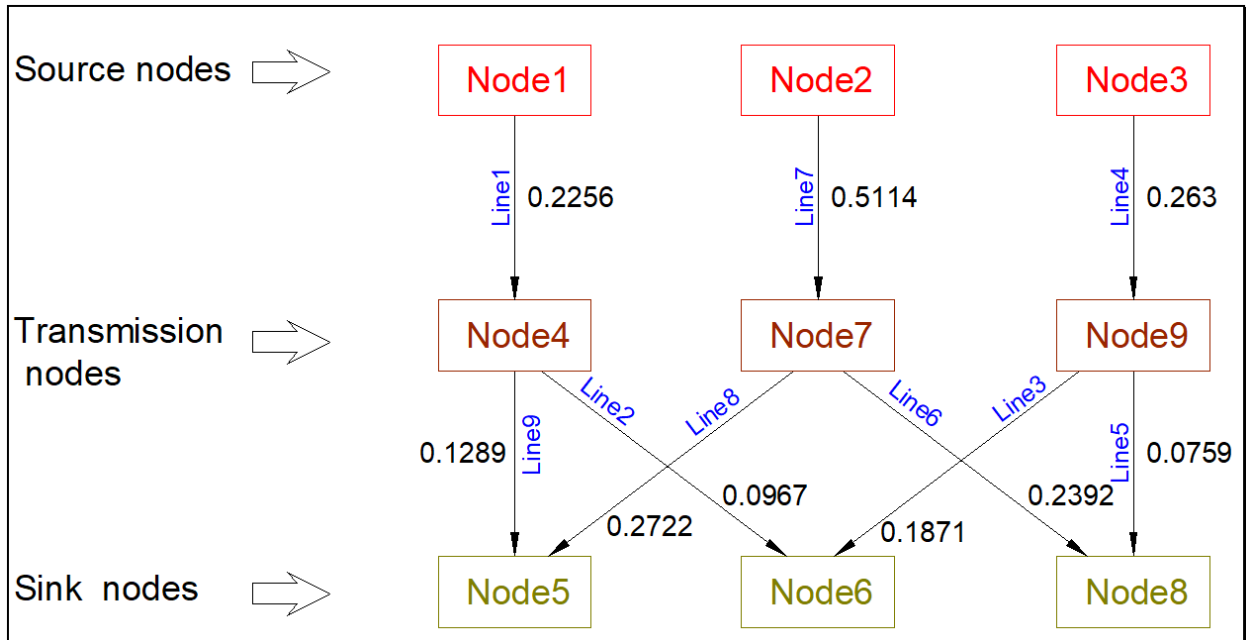 Source nodes
Node1
Node2
Node3
Line1
0.2256
Line7
0.5114
Line4
0.263
Transmission
nodes
Node4
Node7
Node9
Line9
0.1289
Line2
0.0967
Line8
0.2722
Line6
0.2392
Line3
0.1871
Line5
0.0759
Sink nodes
Node5
Node6
Node8